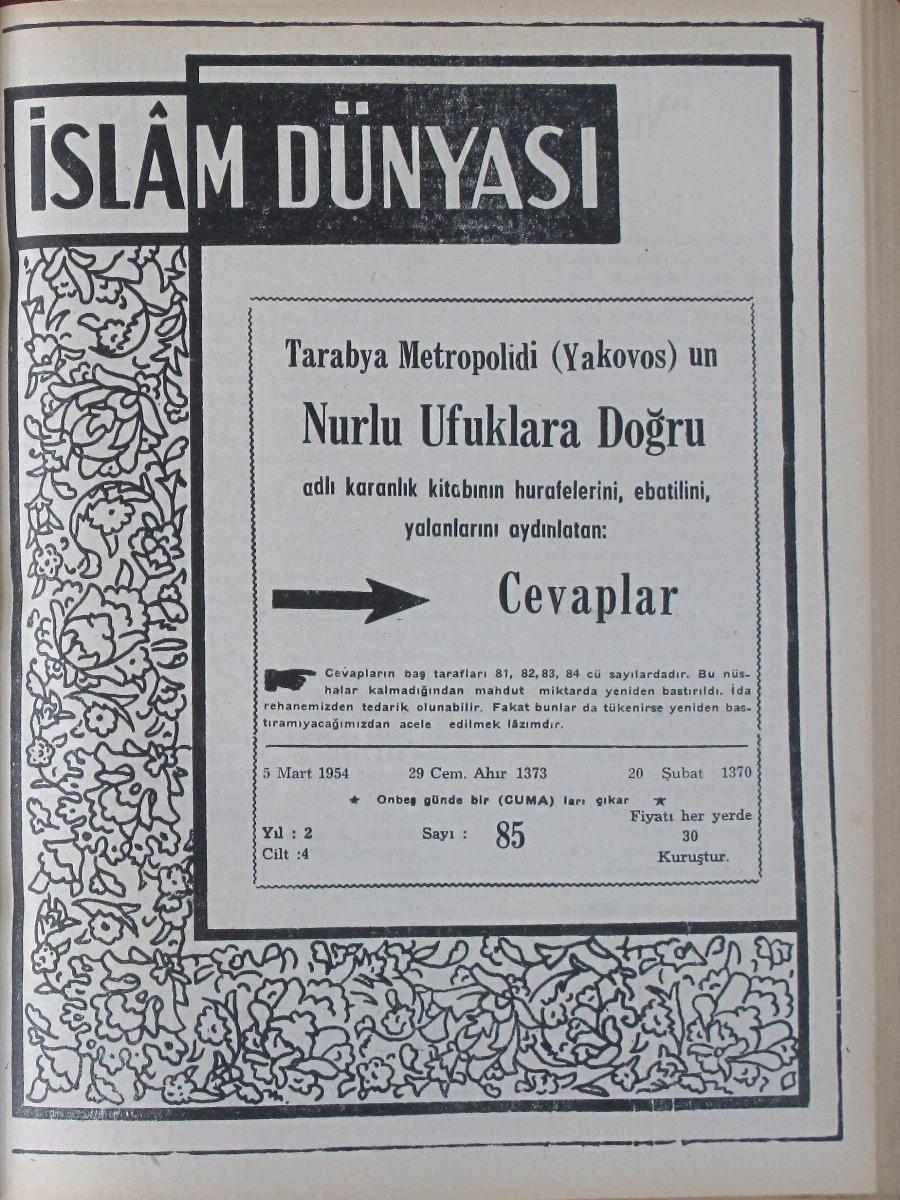 İSLÂM DÜNYASI
Tarabya Metropolidi (Yakovos) un
Nurlu Ufuklara Doğru
adlı karanlık kitabının hurafelerini, ebatilini,
yalanlarını aydınlatan:
Cevaplar
Cevapların baş tarafları 81, 82,83, 84 cü sayılardadır. Bu nüs-
halar kalmadığından mahdut miktarda yeniden bastırıldı. İda
rehanemizden tedarik olunabilir. Fakat bunlar da tükenirse yeniden bas-
tıramıyacağımızdan acele edilmek lâzımdır.
5 Mart 1954 29 Cem. Ahır 1373 20 Şubat 1370
★ Onbeş günde bir (CUMA) ları çıkar ★
Yıl : 2
Cilt :4
Sayı : 85
Fiyatı her yerde
30
Kuruştur.